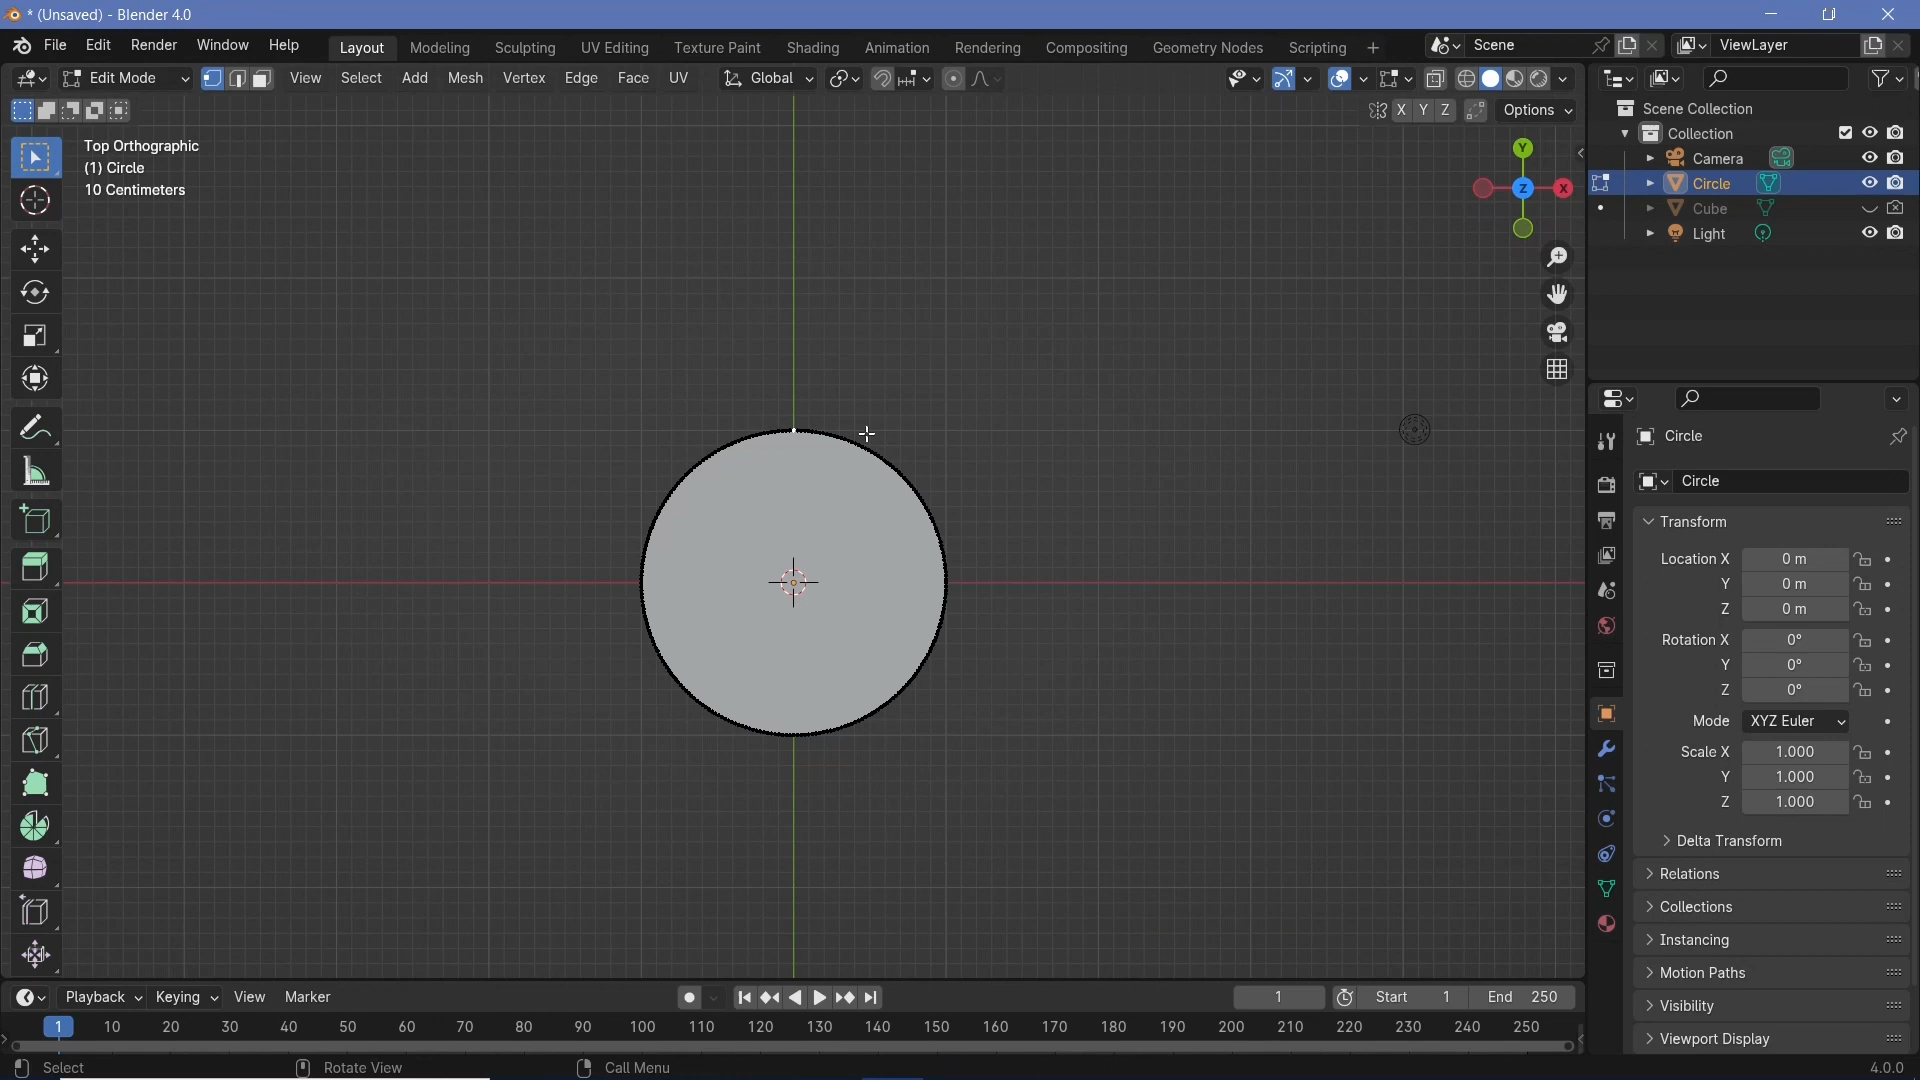 * (Unsaved) - Blender 4.0
File Edit Render Window Help Layout Modeling Sculpting UV Editing Texture Paint Shading Animation Rendering Compositing Geometry Nodes Scripting + Scene ViewLayer
Edit Mode View Select Add Mesh Vertex Edge Face UV Global
X Y Z Options
Top Orthographic
(1) Circle
10 Centimeters
Y
Z X
Scene Collection
Collection
Camera
Circle
Cube
Light
Circle
Circle
Transform
Location X 0 m
Y 0 m
Z 0 m
Rotation X 0°
Y 0°
Z 0°
Mode XYZ Euler
Scale X 1.000
Y 1.000
Z 1.000
Delta Transform
Relations
Collections
Instancing
Motion Paths
Visibility
Viewport Display
Playback Keying View Marker 1 Start 1 End 250
1 10 20 30 40 50 60 70 80 90 100 110 120 130 140 150 160 170 180 190 200 210 220 230 240 250
Select Rotate View Call Menu 4.0.0